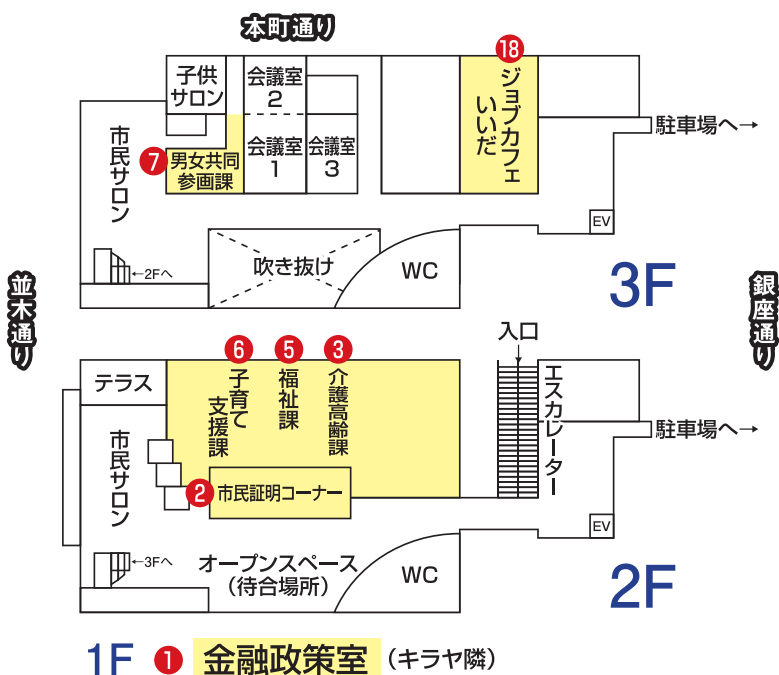 本町通り
18
子供
サロン
会議室
2
ジョブカフェ
いいだ
駐車場へ→
市民サロン
7
男女共同
参画課
会議室
1
会議室
3
EV
←2Fへ
吹き抜け
WC
3F
並木通り
銀座通り
入口
6
5
3
テラス
子育て
支援課
福祉課
介護高齢課
エスカレーター
駐車場へ→
市民サロン
2
市民証明コーナー
EV
←3Fへ
オープンスペース
(待合場所)
WC
2F
1F
1
金融政策室
(キラヤ隣)